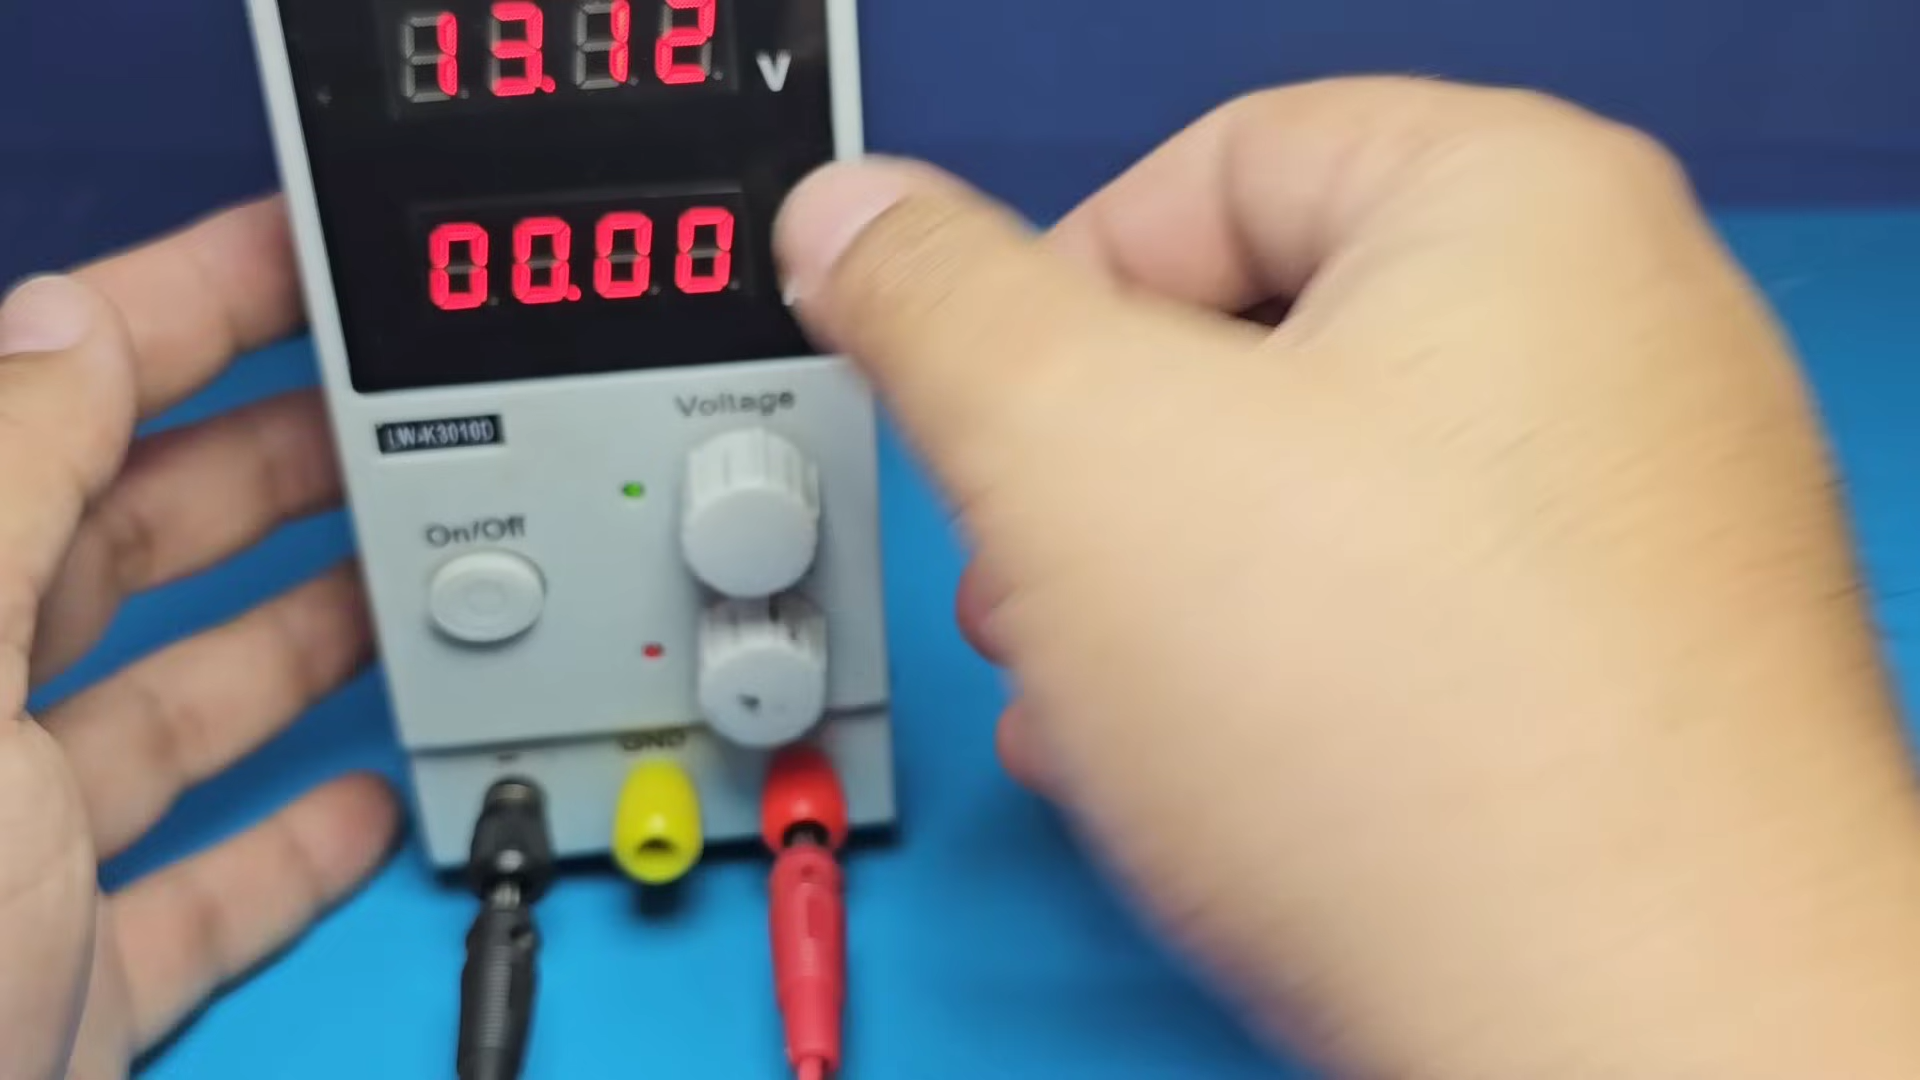 13.12 V
00.00
Voltage
LW-K3010D
On/Off
GND
-